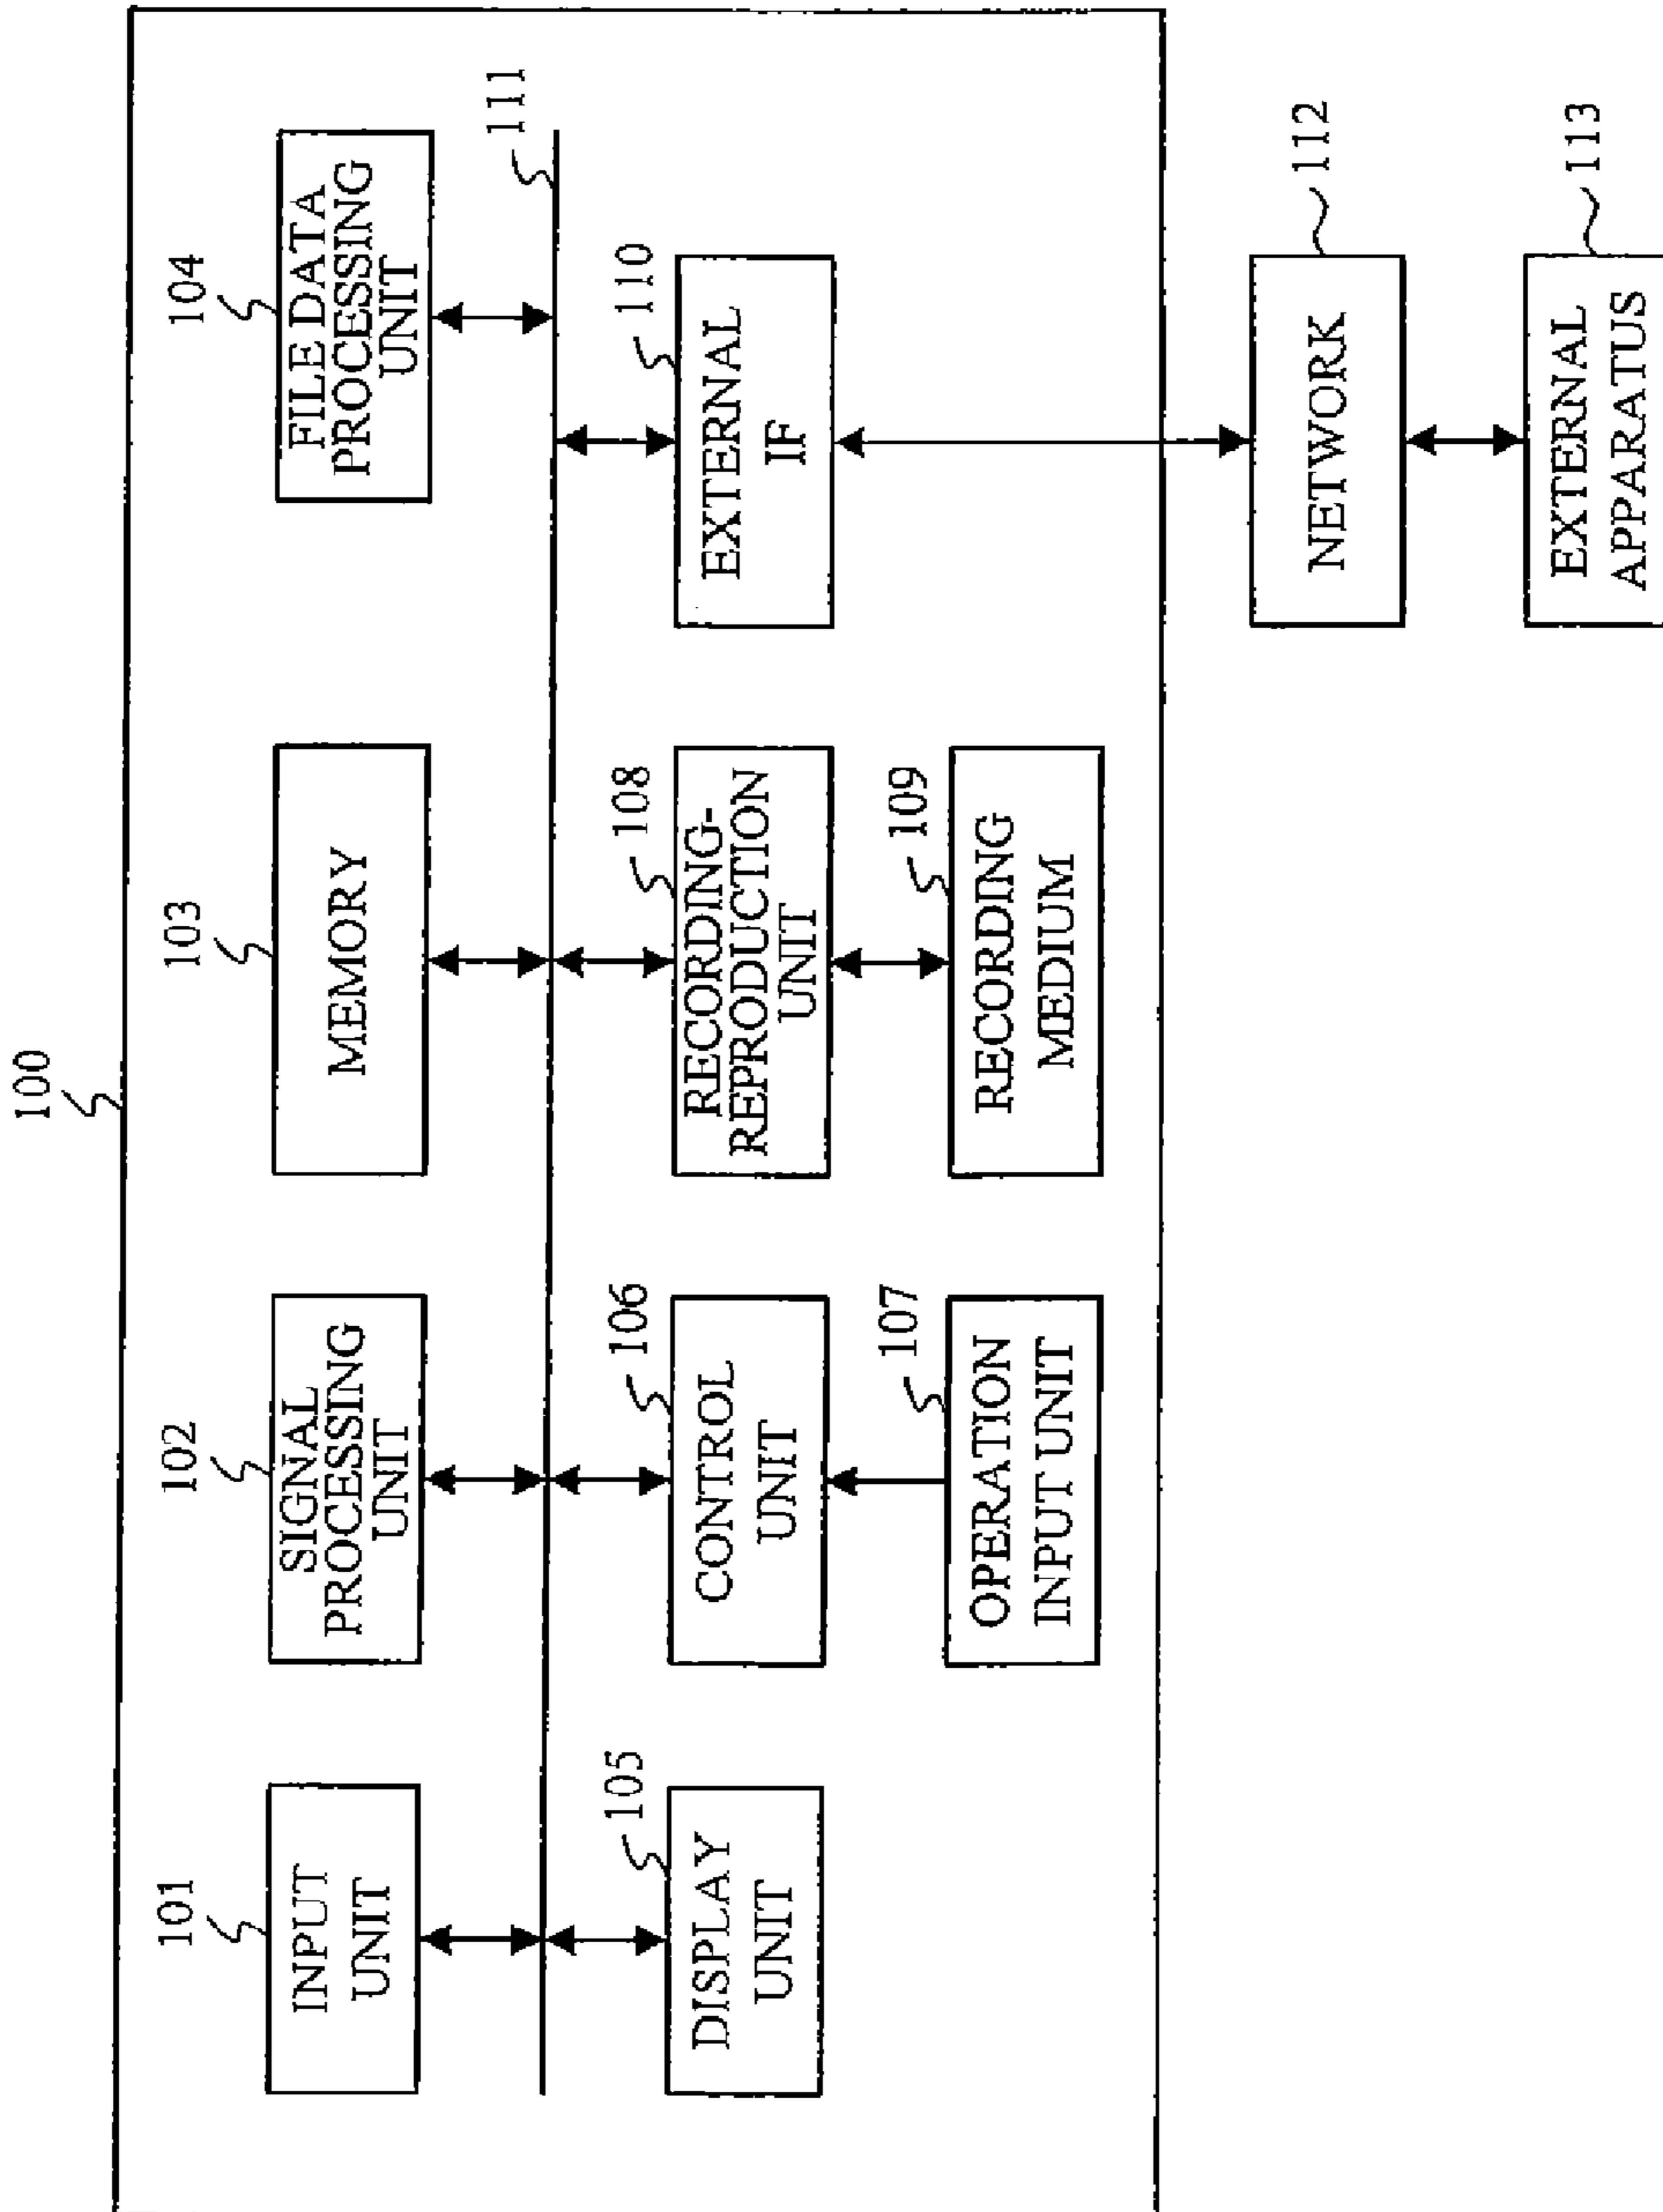 100
101
INPUT
UNIT
102
SIGNAL
PROCESSING
UNIT
103
MEMORY
104
FILE DATA
PROCESSING
UNIT
111
105
DISPLAY
UNIT
106
CONTROL
UNIT
108
RECORDING-
REPRODUCTION
UNIT
110
EXTERNAL
IF
107
OPERATION
INPUT UNIT
109
RECORDING
MEDIUM
NETWORK
112
EXTERNAL
APPARATUS
113